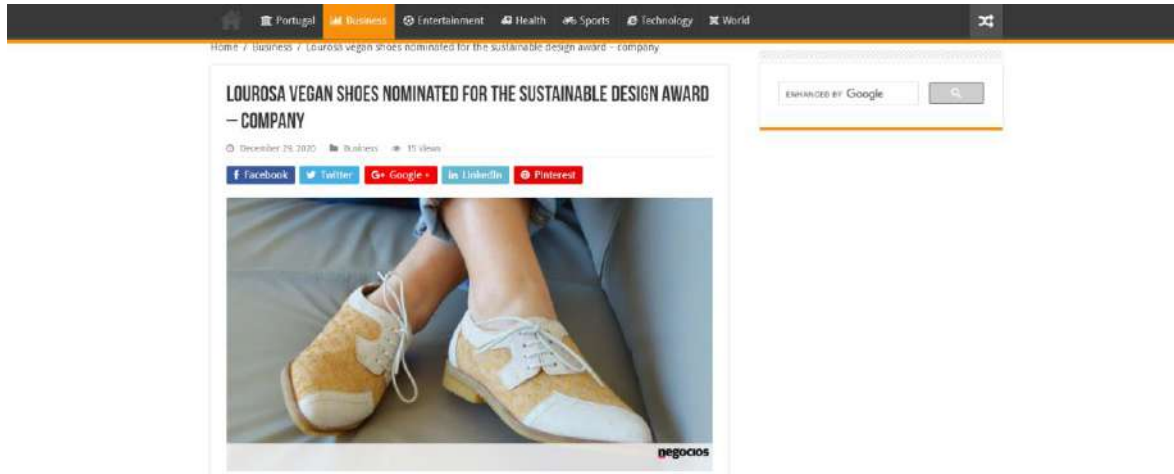 Portugal Business Entertainment Health Sports Technology World
Home / Business / Lourosa vegan shoes nominated for the sustainable design award – company
LOUROSA VEGAN SHOES NOMINATED FOR THE SUSTAINABLE DESIGN AWARD
– COMPANY
December 29, 2020 Business 15 Views
Facebook Twitter Google + LinkedIn Pinterest
ENHANCED BY Google
negocios